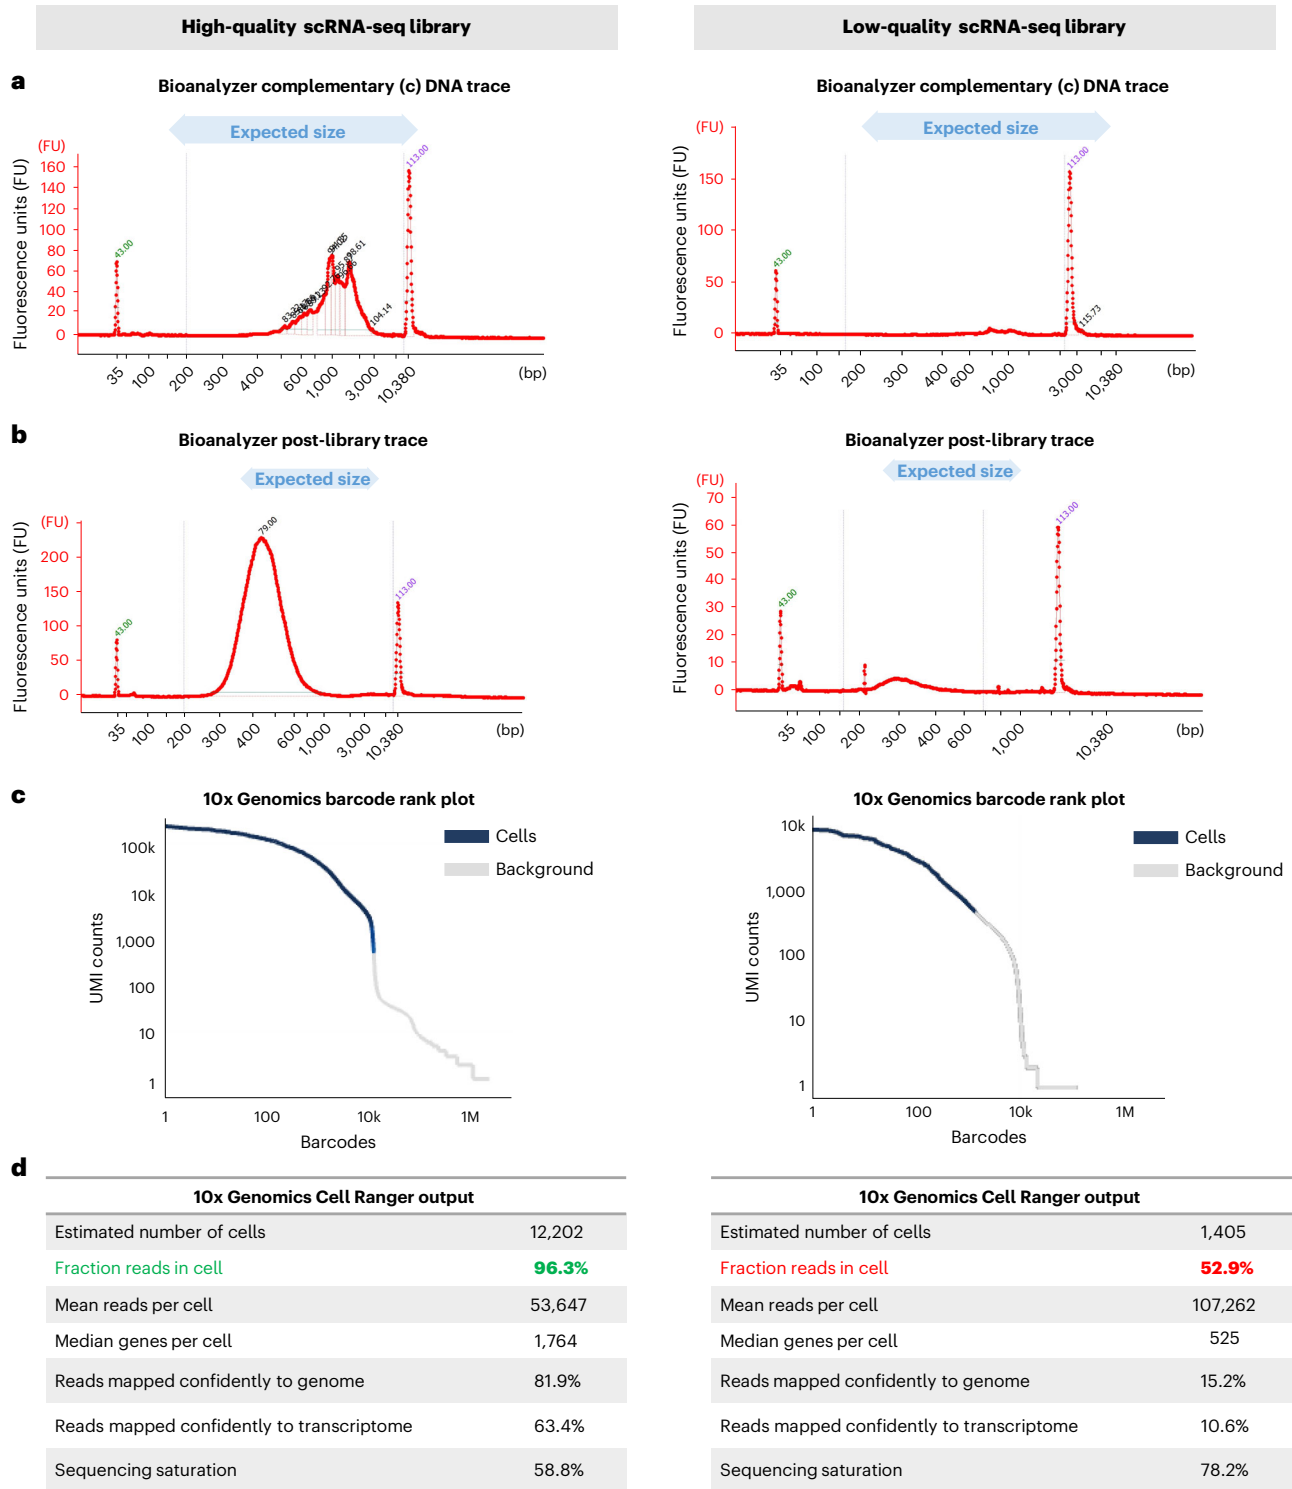 High-quality scRNA-seq library
Low-quality scRNA-seq library
a
Bioanalyzer complementary (c) DNA trace
Expected size
Fluorescence units (FU)
(FU)
160
140
120
100
80
60
40
20
0
43.00
83.22
98.61
104.14
113.00
35
100
200
300
400
600
1,000
3,000
10,380
(bp)
Bioanalyzer complementary (c) DNA trace
Expected size
Fluorescence units (FU)
(FU)
150
100
50
0
43.00
113.00
115.73
35
100
200
300
400
600
1,000
3,000
10,380
(bp)
b
Bioanalyzer post-library trace
Expected size
Fluorescence units (FU)
(FU)
200
150
100
50
0
43.00
79.00
113.00
35
100
200
300
400
600
1,000
3,000
10,380
(bp)
Bioanalyzer post-library trace
Expected size
Fluorescence units (FU)
(FU)
70
60
50
40
30
20
10
0
43.00
113.00
35
100
200
300
400
600
1,000
10,380
(bp)
c
10x Genomics barcode rank plot
Cells
Background
UMI counts
100k
10k
1,000
100
10
1
1
100
10k
1M
Barcodes
10x Genomics barcode rank plot
Cells
Background
UMI counts
10k
1,000
100
10
1
1
100
10k
1M
Barcodes
d
10x Genomics Cell Ranger output
Estimated number of cells 12,202
Fraction reads in cell 96.3%
Mean reads per cell 53,647
Median genes per cell 1,764
Reads mapped confidently to genome 81.9%
Reads mapped confidently to transcriptome 63.4%
Sequencing saturation 58.8%
10x Genomics Cell Ranger output
Estimated number of cells 1,405
Fraction reads in cell 52.9%
Mean reads per cell 107,262
Median genes per cell 525
Reads mapped confidently to genome 15.2%
Reads mapped confidently to transcriptome 10.6%
Sequencing saturation 78.2%